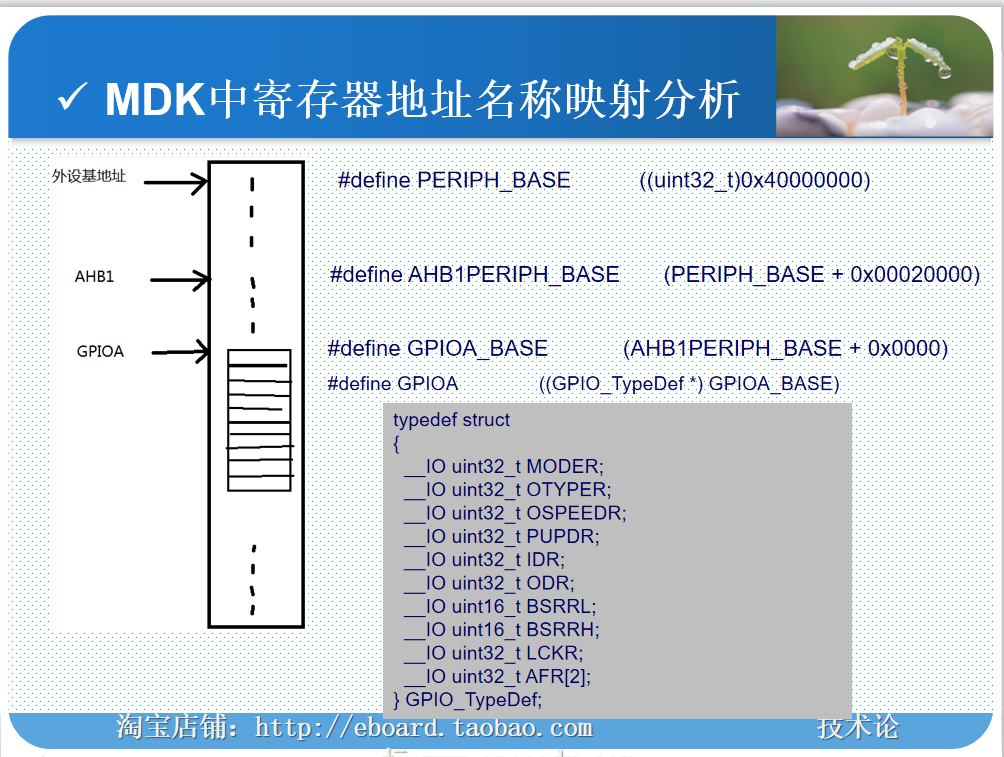 ✓ MDK中寄存器地址名称映射分析
外设基地址
#define PERIPH_BASE ((uint32_t)0x40000000)
AHB1
#define AHB1PERIPH_BASE (PERIPH_BASE + 0x00020000)
GPIOA
#define GPIOA_BASE (AHB1PERIPH_BASE + 0x0000)
#define GPIOA ((GPIO_TypeDef *) GPIOA_BASE)
typedef struct
{
__IO uint32_t MODER;
__IO uint32_t OTYPER;
__IO uint32_t OSPEEDR;
__IO uint32_t PUPDR;
__IO uint32_t IDR;
__IO uint32_t ODR;
__IO uint16_t BSRRL;
__IO uint16_t BSRRH;
__IO uint32_t LCKR;
__IO uint32_t AFR[2];
} GPIO_TypeDef;
淘宝店铺：http://eboard.taobao.com
技术论